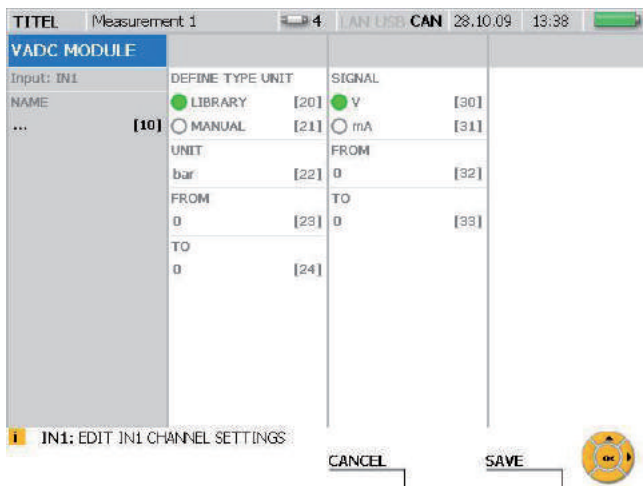 TITEL Measurement 1 4 LAN USB CAN 28.10.09 13:38
VADC MODULE
Input: IN1 DEFINE TYPE UNIT SIGNAL
NAME LIBRARY [20] V [30]
... [10] MANUAL [21] mA [31]
UNIT FROM
bar [22] 0 [32]
FROM TO
0 [23] 0 [33]
TO
0 [24]
i IN1: EDIT IN1 CHANNEL SETTINGS
CANCEL SAVE
OK